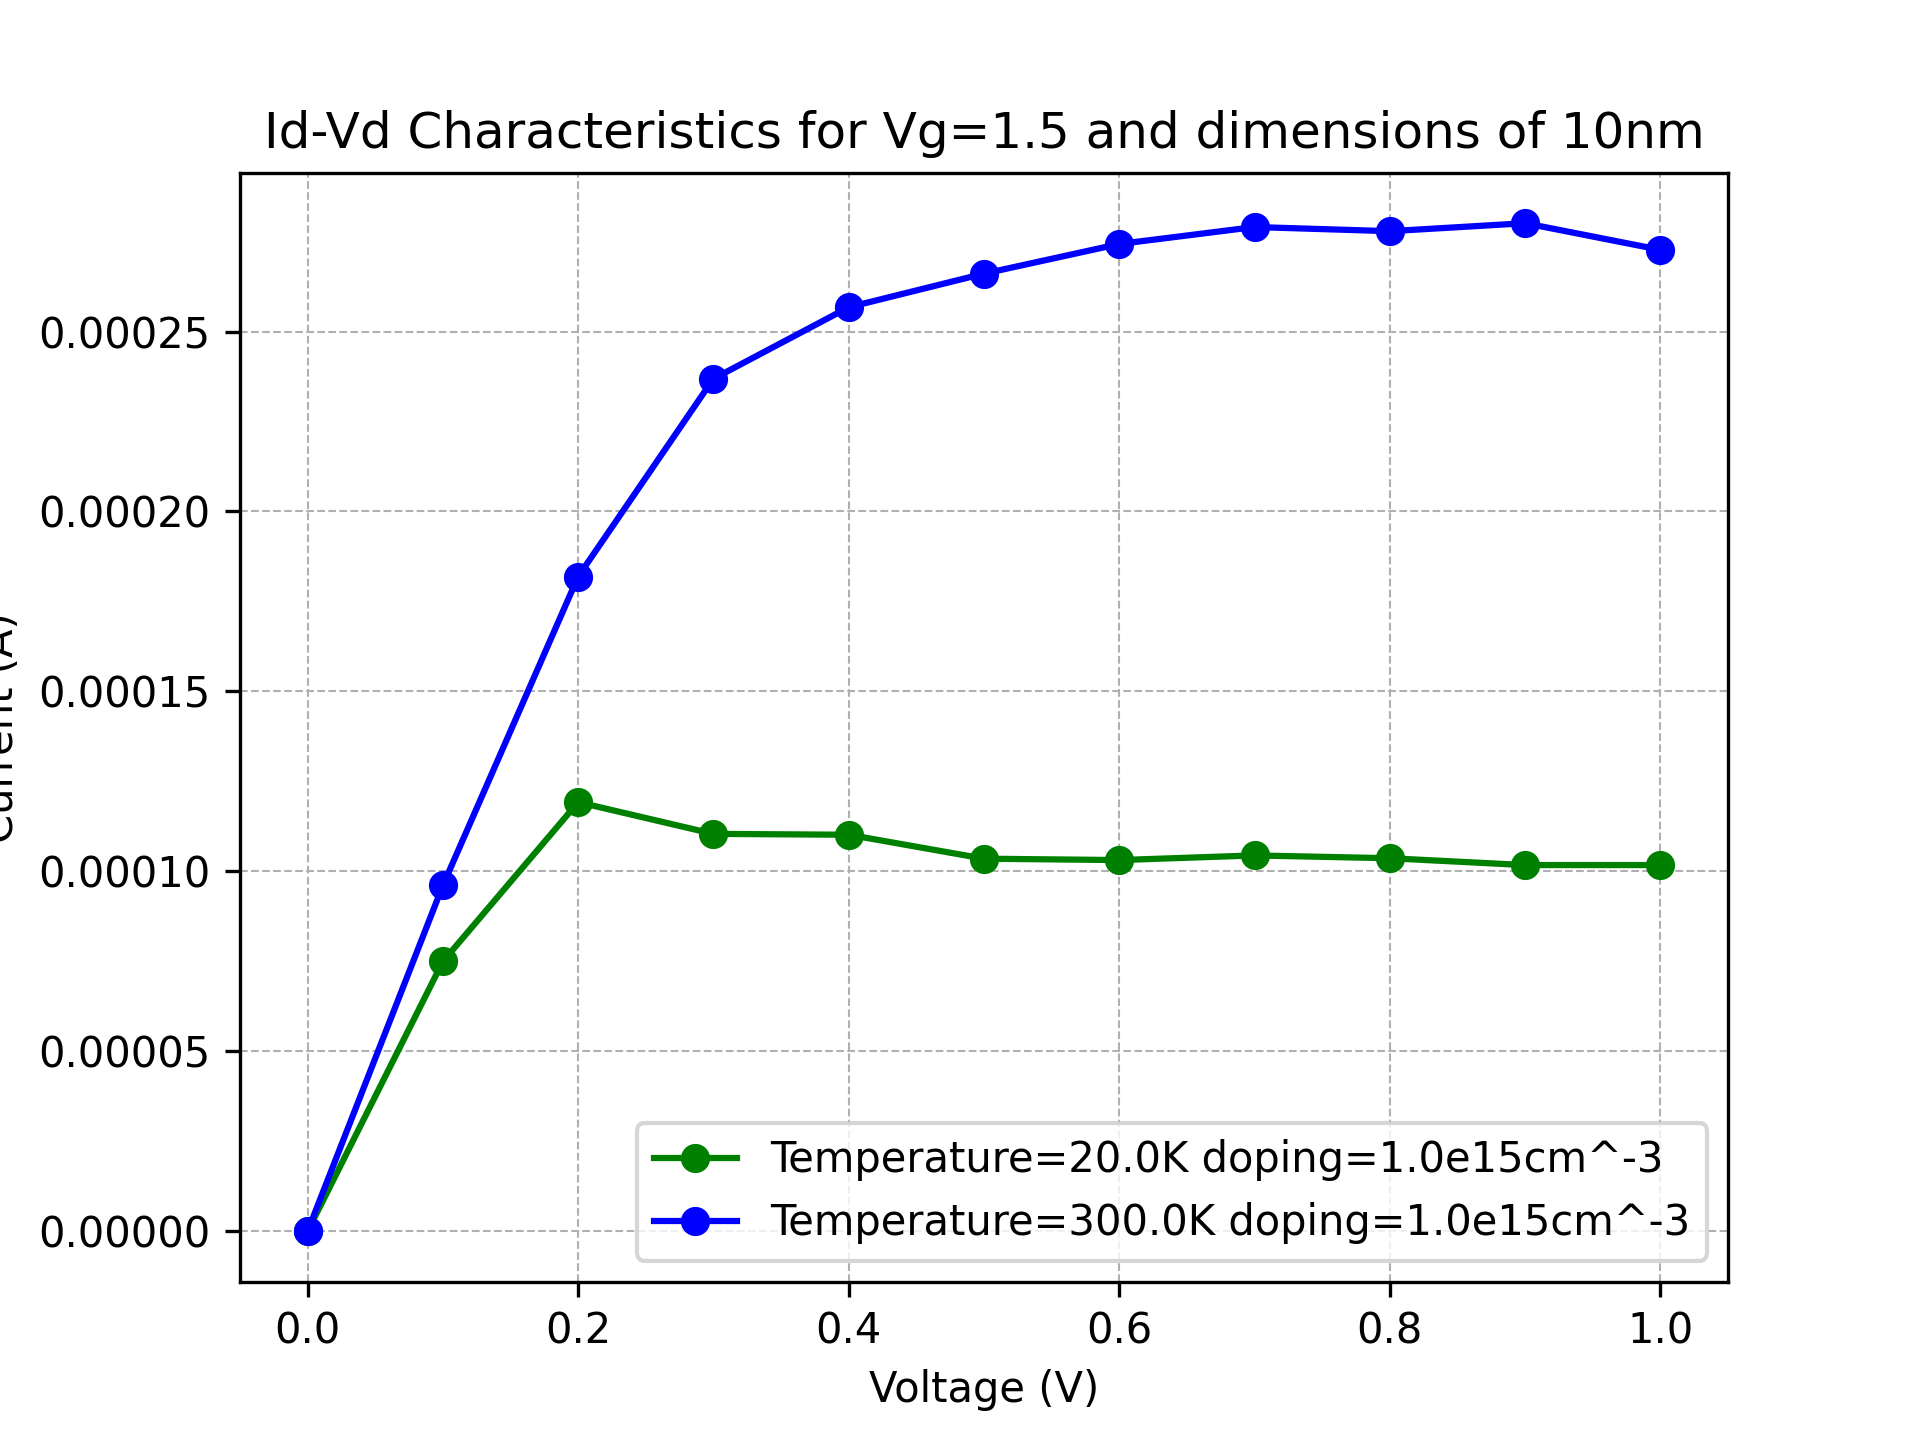 Id-Vd Characteristics for Vg=1.5 and dimensions of 10nm
0.00025
0.00020
0.00015
0.00010
0.00005
0.00000
Current (A)
Temperature=20.0K doping=1.0e15cm^-3
Temperature=300.0K doping=1.0e15cm^-3
0.0 0.2 0.4 0.6 0.8 1.0
Voltage (V)